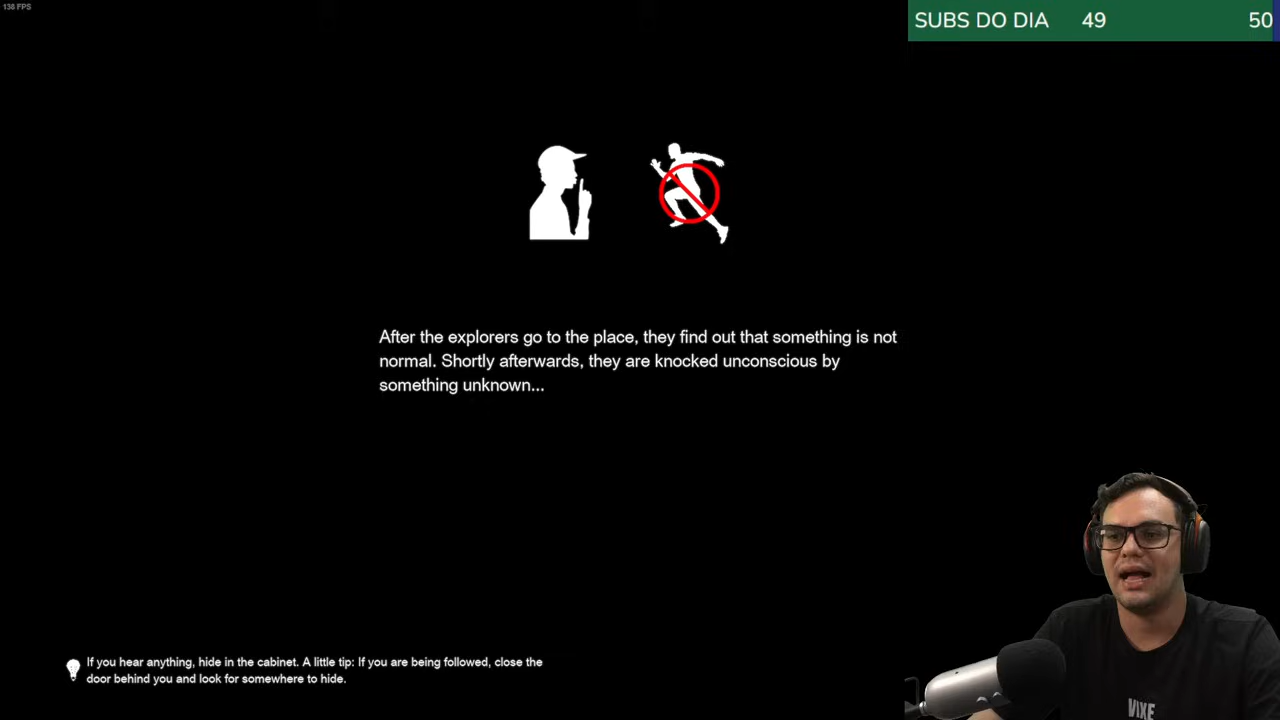 138 FPS
SUBS DO DIA 49 50
After the explorers go to the place, they find out that something is not
normal. Shortly afterwards, they are knocked unconscious by
something unknown...
If you hear anything, hide in the cabinet. A little tip: If you are being followed, close the
door behind you and look for somewhere to hide.
VIXE